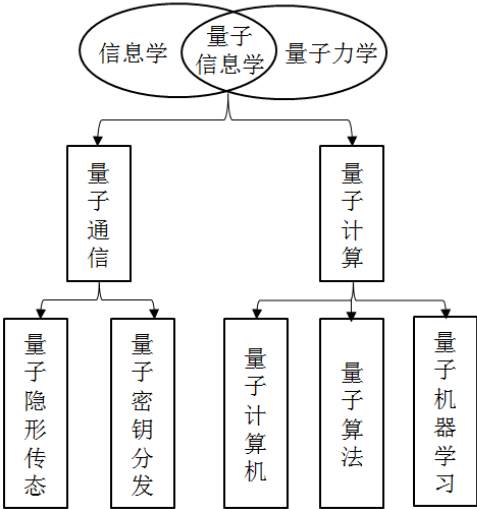 信息学
量子
信息学
量子力学
量子通信
量子计算
量子隐形传态
量子密钥分发
量子计算机
量子算法
量子机器学习